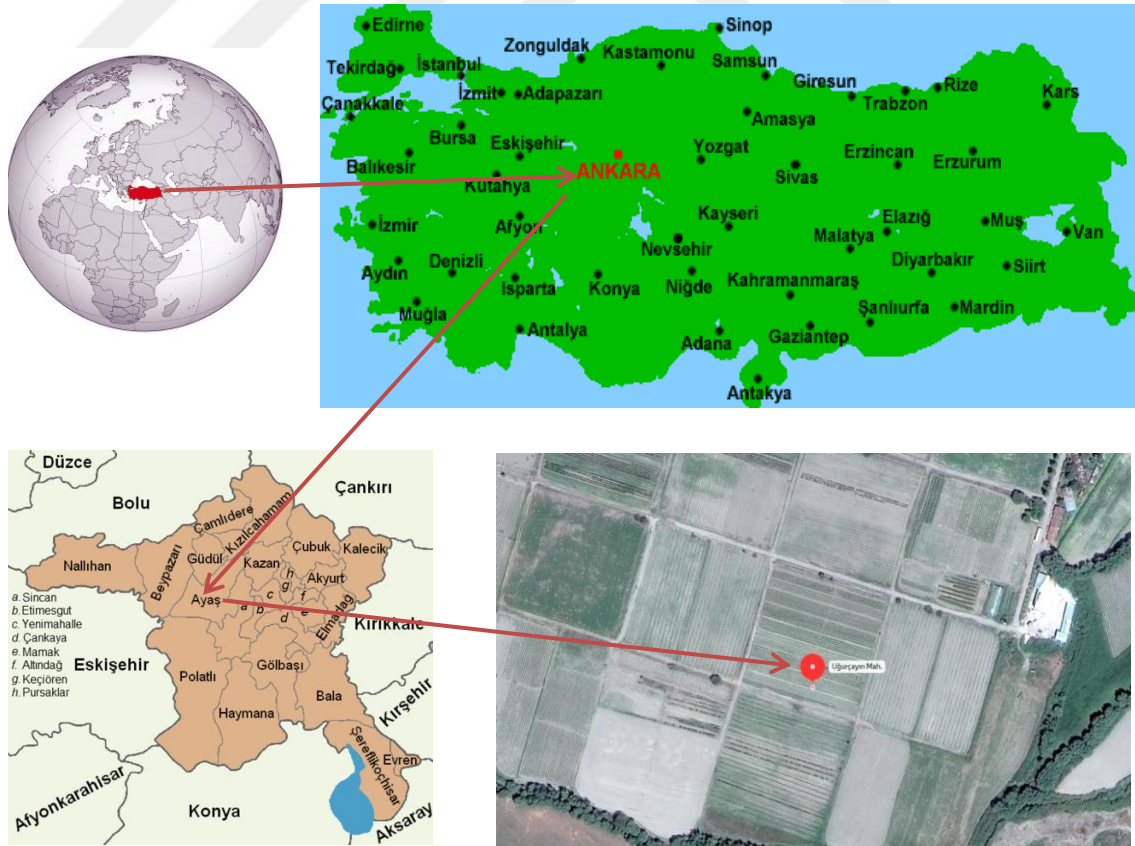 Edirne
Sinop
Zonguldak
Kastamonu
Tekirdağ
İstanbul
Samsun
İzmit
Adapazarı
Giresun
Trabzon
Rize
Kars
Çanakkale
Amasya
Bursa
Eskişehir
Yozgat
Erzincan
Erzurum
Balıkesir
ANKARA
Sivas
Kütahya
İzmir
Afyon
Kayseri
Elazığ
Muş
Van
Nevsehir
Malatya
Aydın
Denizli
Diyarbakır
Siirt
Isparta
Konya
Niğde
Kahramanmaraş
Muğla
Şanlıurfa
Mardin
Antalya
Adana
Gaziantep
Antakya
Düzce
Bolu
Çankırı
Çamlıdere
Kızılcahamam
Çubuk
Kalecik
Nallıhan
Beypazarı
Güdül
Kazan
Akyurt
h
g
f
c
e
a
b
d
Ayaş
Elmadağ
Kırıkkale
a. Sincan
b. Etimesgut
c. Yenimahalle
d. Çankaya
e. Mamak
f. Altındağ
g. Keçiören
h. Pursaklar
Eskişehir
Polatlı
Gölbaşı
Haymana
Bala
Kırşehir
Şereflikoçhisar
Evren
Afyonkarahisar
Konya
Aksaray
Uğurçayırı Mah.